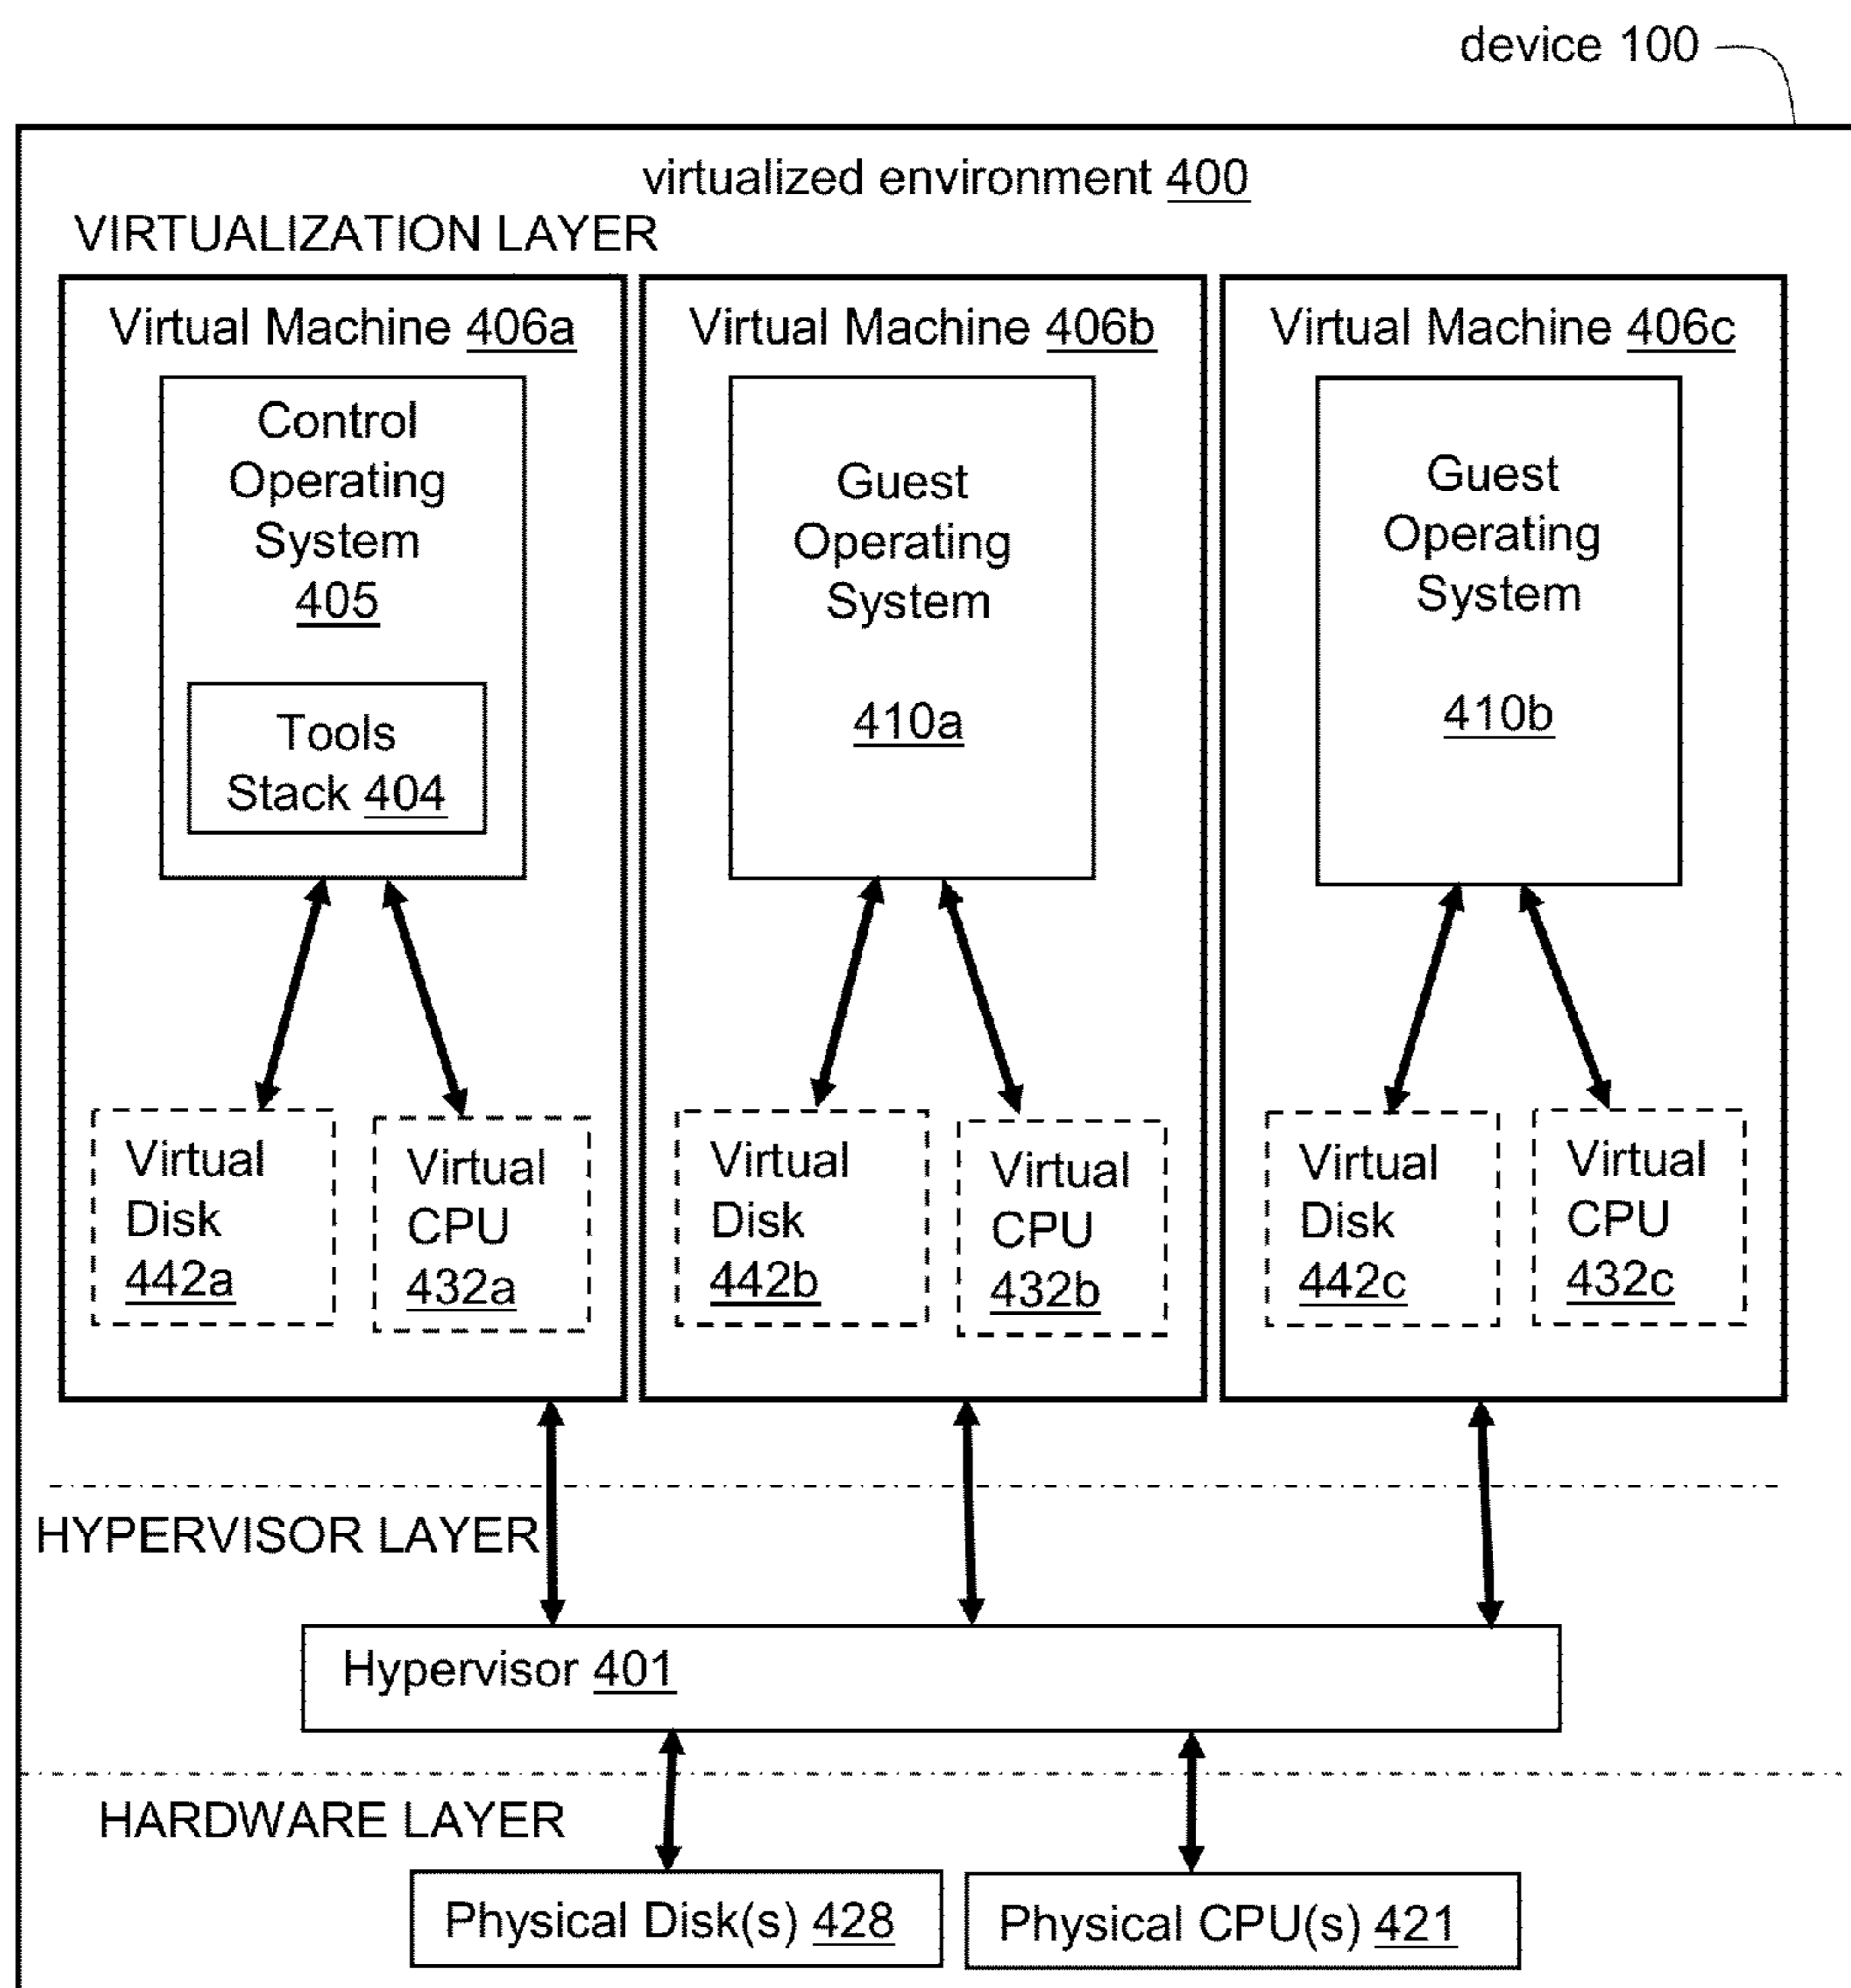 device 100
virtualized environment 400
VIRTUALIZATION LAYER
Virtual Machine 406a
Control
Operating
System
405
Tools
Stack 404
Virtual
Disk
442a
Virtual
CPU
432a
Virtual Machine 406b
Guest
Operating
System
410a
Virtual
Disk
442b
Virtual
CPU
432b
Virtual Machine 406c
Guest
Operating
System
410b
Virtual
Disk
442c
Virtual
CPU
432c
HYPERVISOR LAYER
Hypervisor 401
HARDWARE LAYER
Physical Disk(s) 428
Physical CPU(s) 421